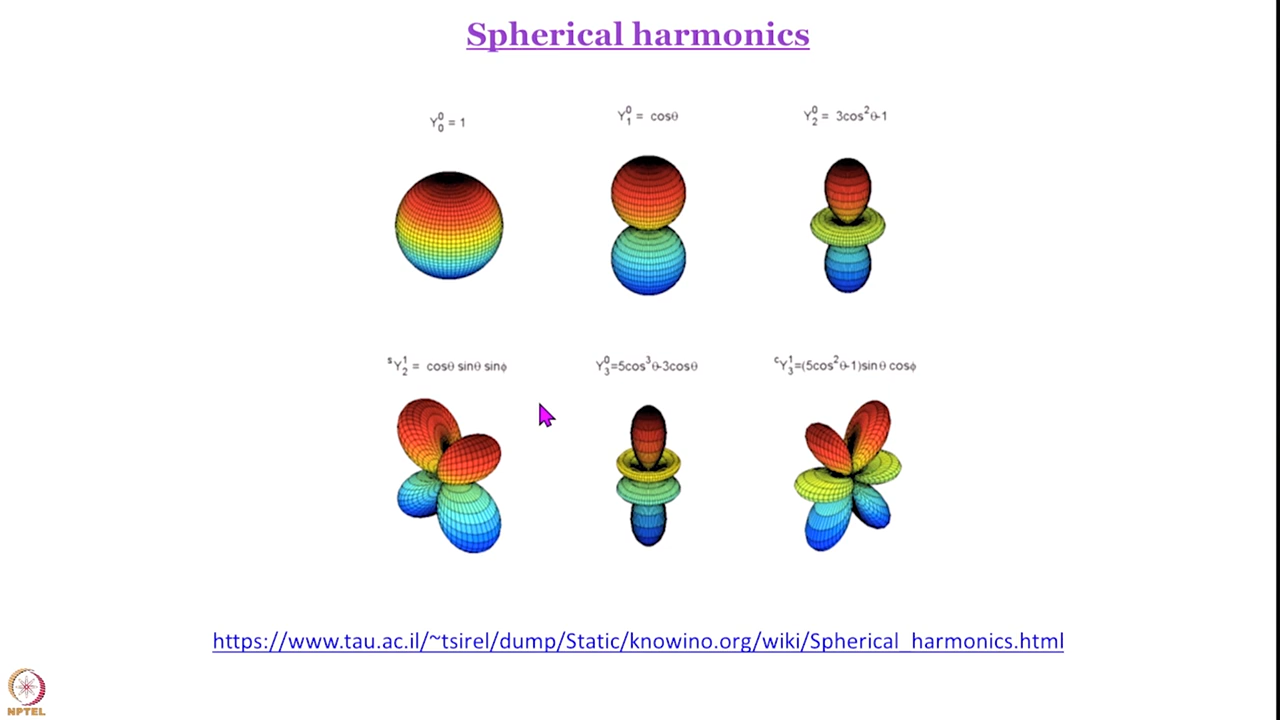 Spherical harmonics
Y₀⁰ = 1
Y₁⁰ = cosθ
Y₂⁰ = 3cos²θ-1
ˢY₂¹ = cosθ sinθ sinφ
Y₃⁰=5cos³θ-3cosθ
ᶜY₃¹=(5cos²θ-1)sinθ cosφ
https://www.tau.ac.il/~tsirel/dump/Static/knowino.org/wiki/Spherical_harmonics.html
NPTEL